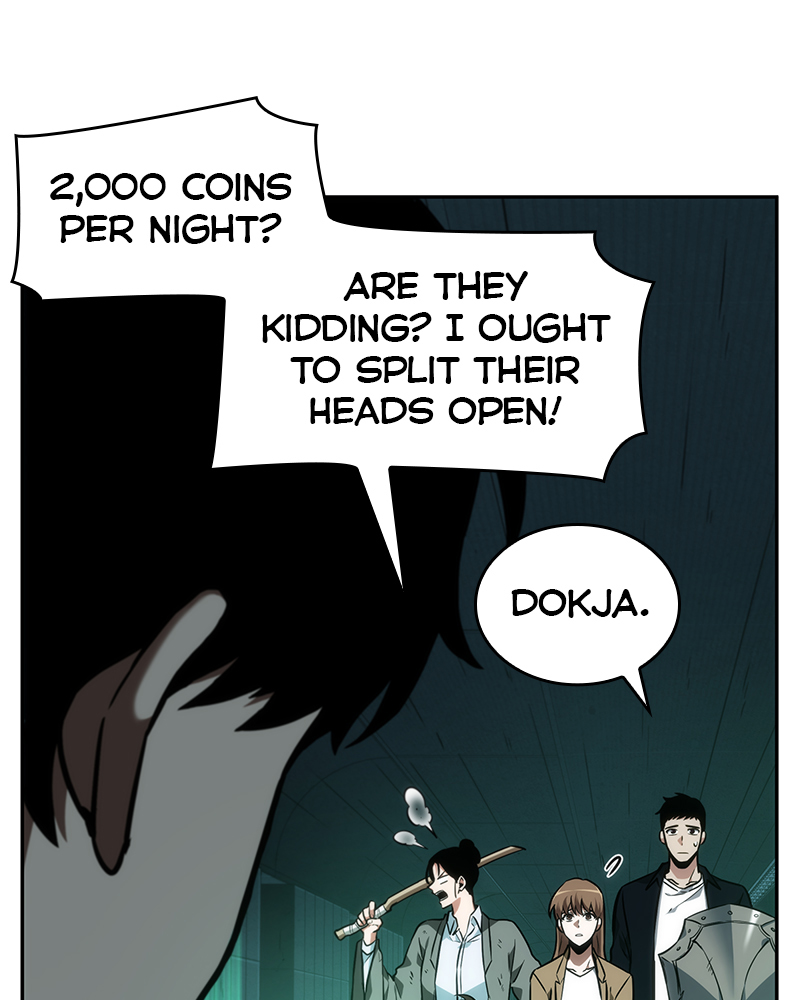 2,000 COINS
PER NIGHT?
ARE THEY
KIDDING? I OUGHT
TO SPLIT THEIR
HEADS OPEN!
DOKJA.